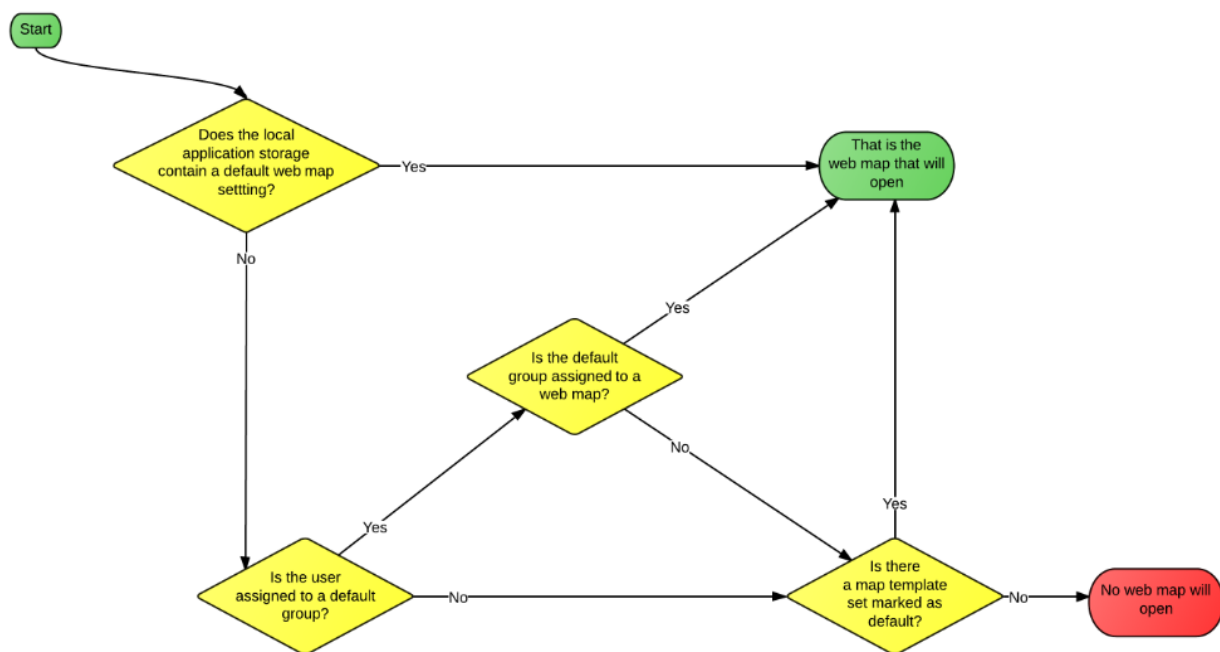 Start
Does the local
application storage
contain a default web map
settting?
Yes
That is the
web map that will
open
No
Yes
Is the default
group assigned to a
web map?
No
Yes
Yes
Is the user
assigned to a default
group?
No
Is there
a map template
set marked as
default?
No
No web map will
open